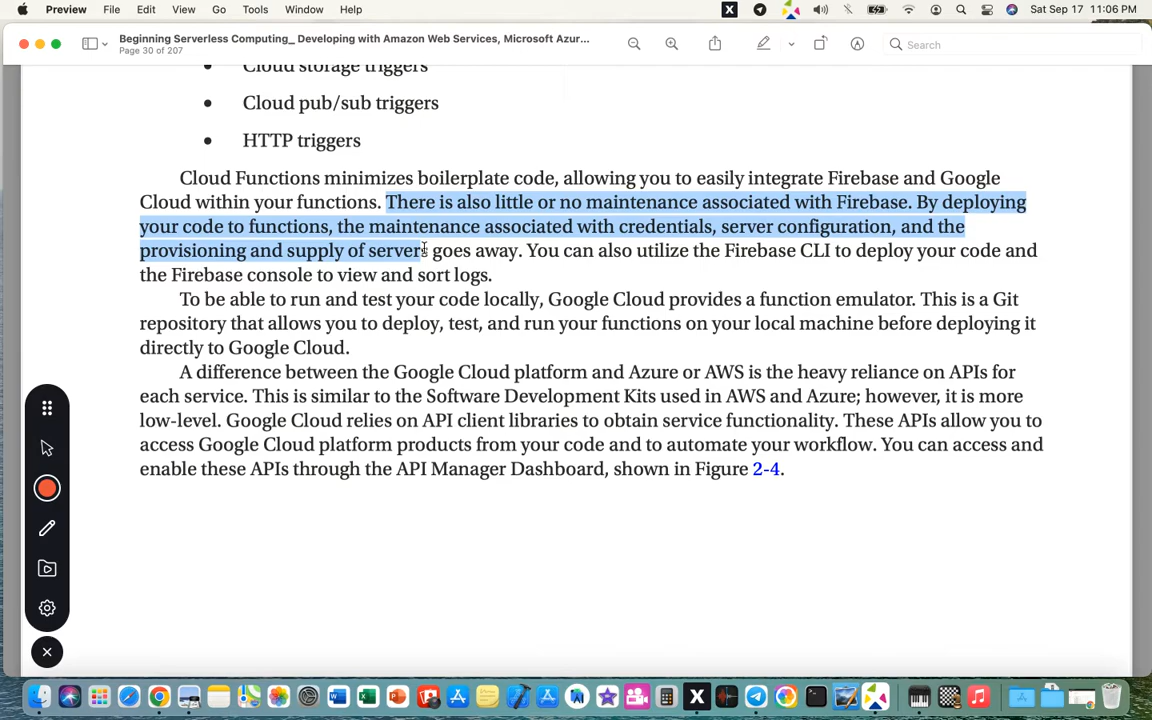 Preview File Edit View Go Tools Window Help Sat Sep 17 11:06 PM
Beginning Serverless Computing_ Developing with Amazon Web Services, Microsoft Azur...
Page 30 of 207
Search
Cloud storage triggers
• Cloud pub/sub triggers
• HTTP triggers
Cloud Functions minimizes boilerplate code, allowing you to easily integrate Firebase and Google
Cloud within your functions. There is also little or no maintenance associated with Firebase. By deploying
your code to functions, the maintenance associated with credentials, server configuration, and the
provisioning and supply of servers goes away. You can also utilize the Firebase CLI to deploy your code and
the Firebase console to view and sort logs.
To be able to run and test your code locally, Google Cloud provides a function emulator. This is a Git
repository that allows you to deploy, test, and run your functions on your local machine before deploying it
directly to Google Cloud.
A difference between the Google Cloud platform and Azure or AWS is the heavy reliance on APIs for
each service. This is similar to the Software Development Kits used in AWS and Azure; however, it is more
low-level. Google Cloud relies on API client libraries to obtain service functionality. These APIs allow you to
access Google Cloud platform products from your code and to automate your workflow. You can access and
enable these APIs through the API Manager Dashboard, shown in Figure 2-4.